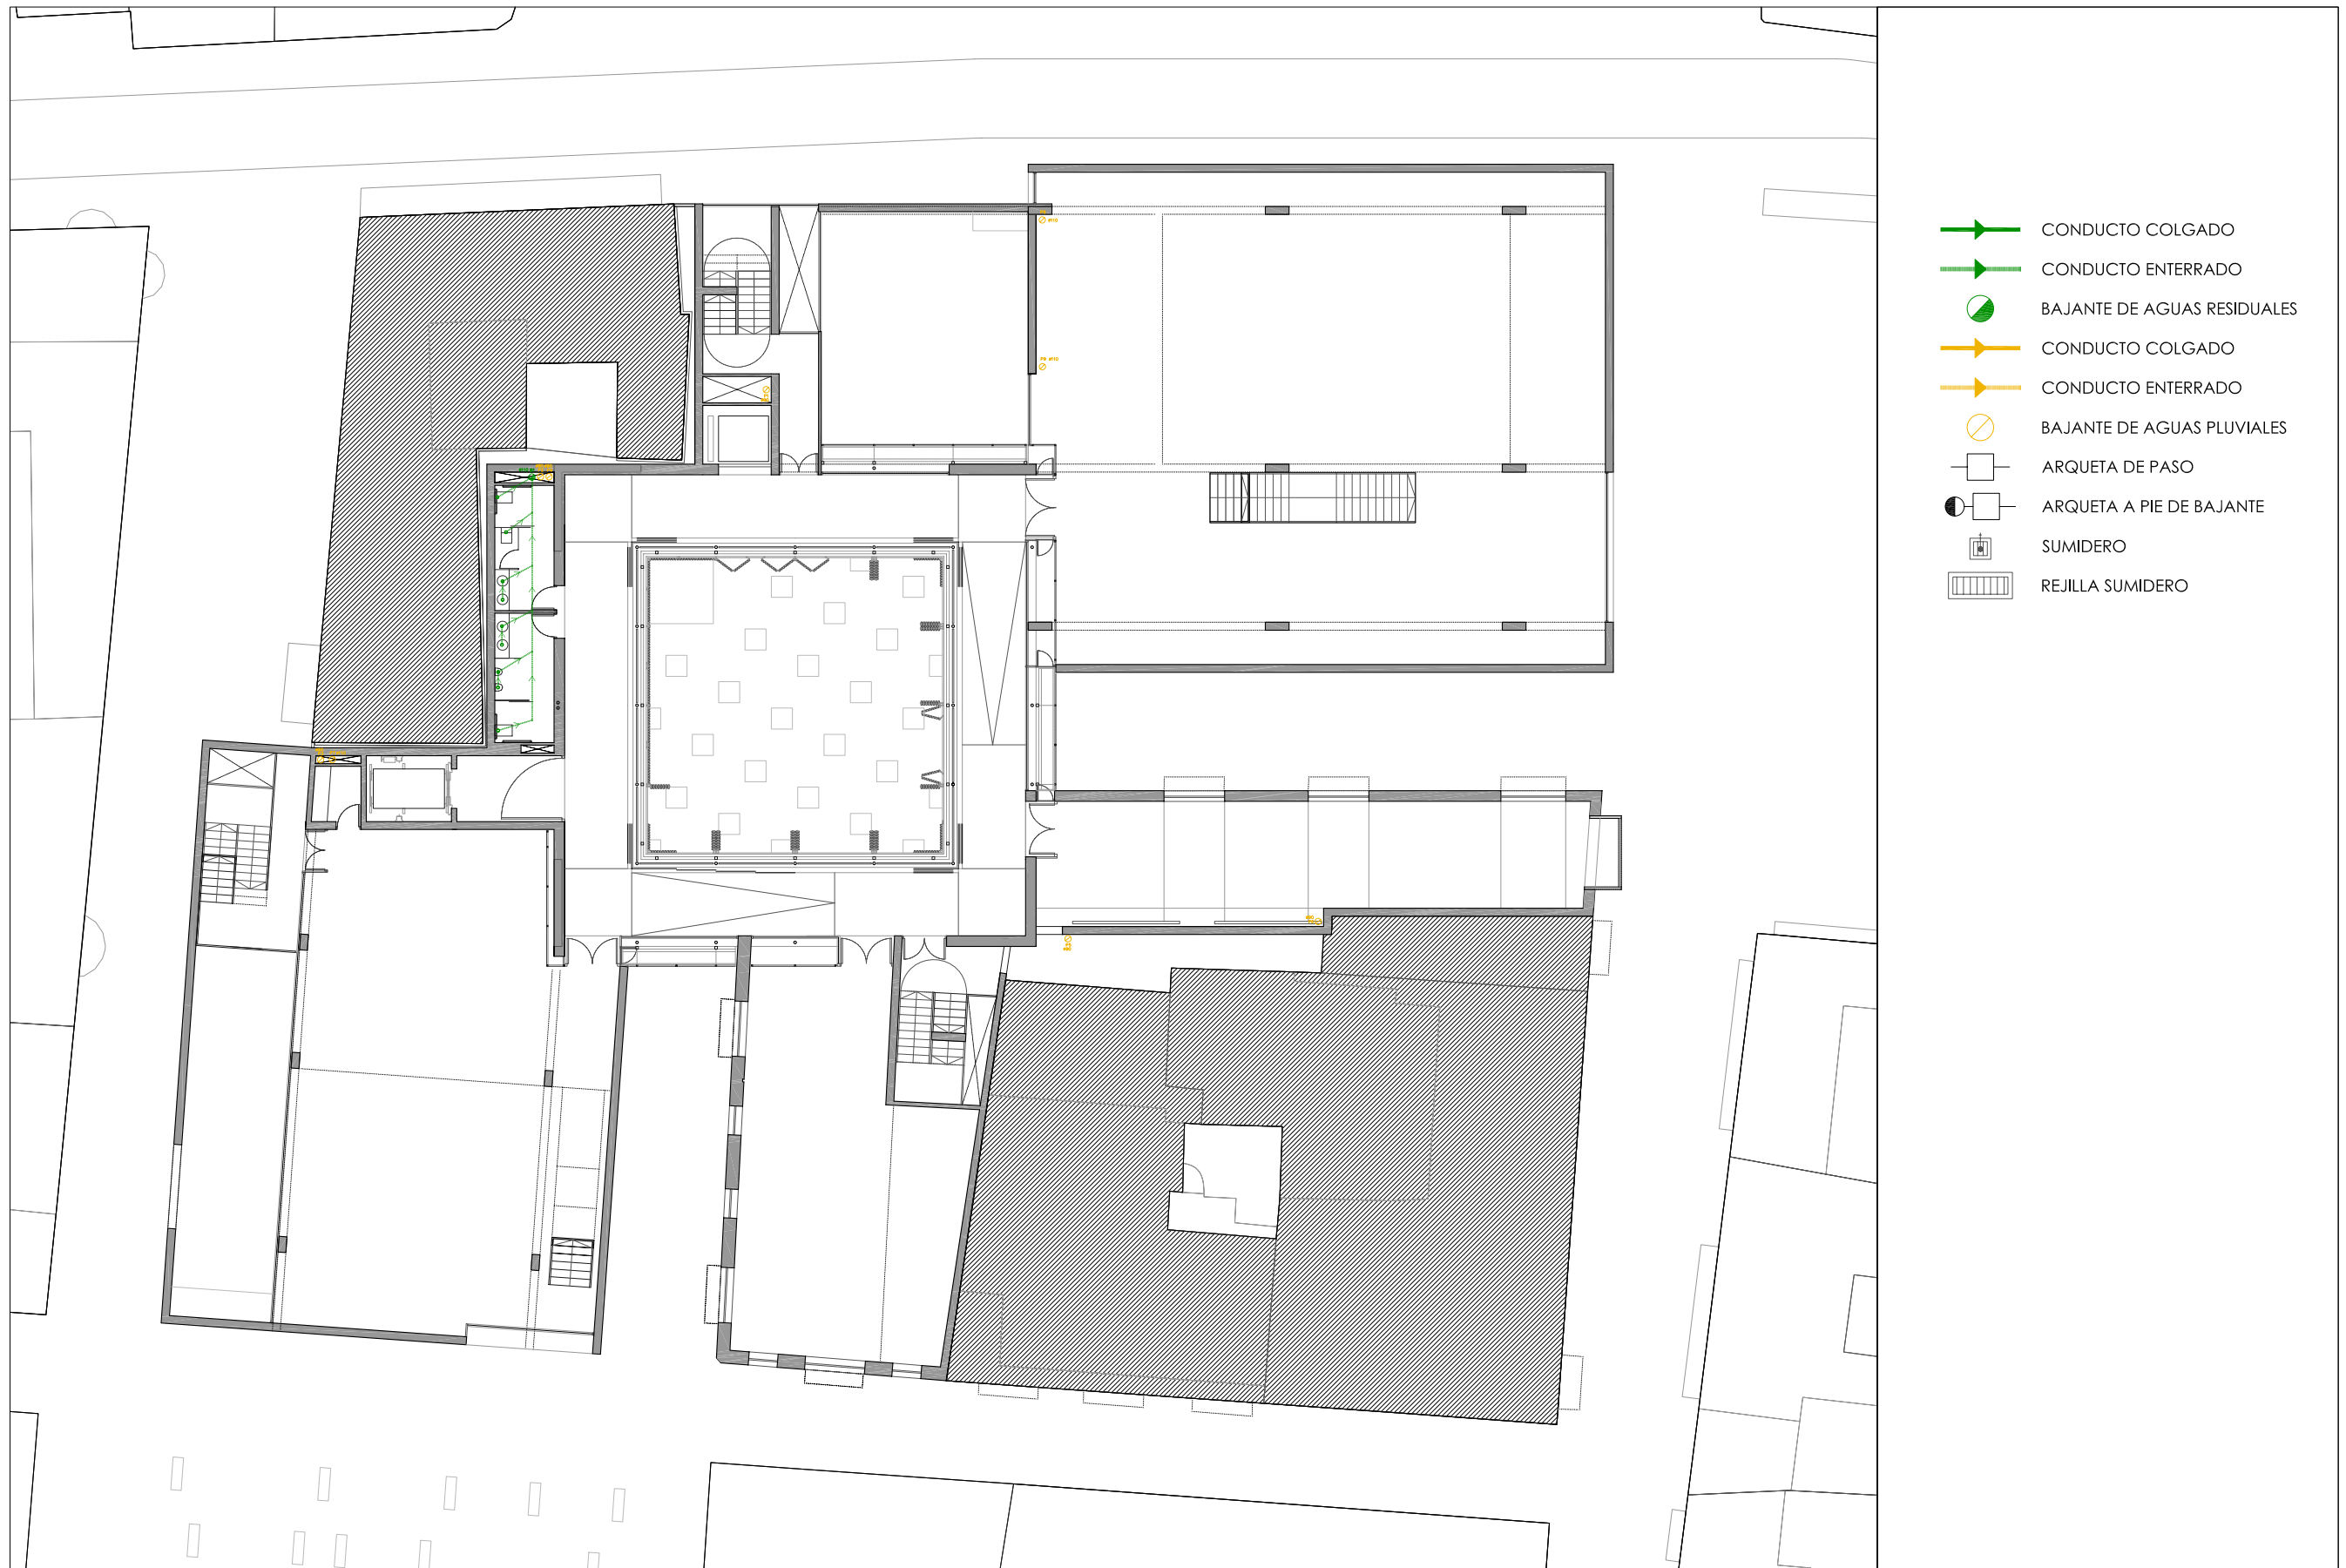 CONDUCTO COLGADO
CONDUCTO ENTERRADO
BAJANTE DE AGUAS RESIDUALES
CONDUCTO COLGADO
CONDUCTO ENTERRADO
BAJANTE DE AGUAS PLUVIALES
ARQUETA DE PASO
ARQUETA A PIE DE BAJANTE
SUMIDERO
REJILLA SUMIDERO